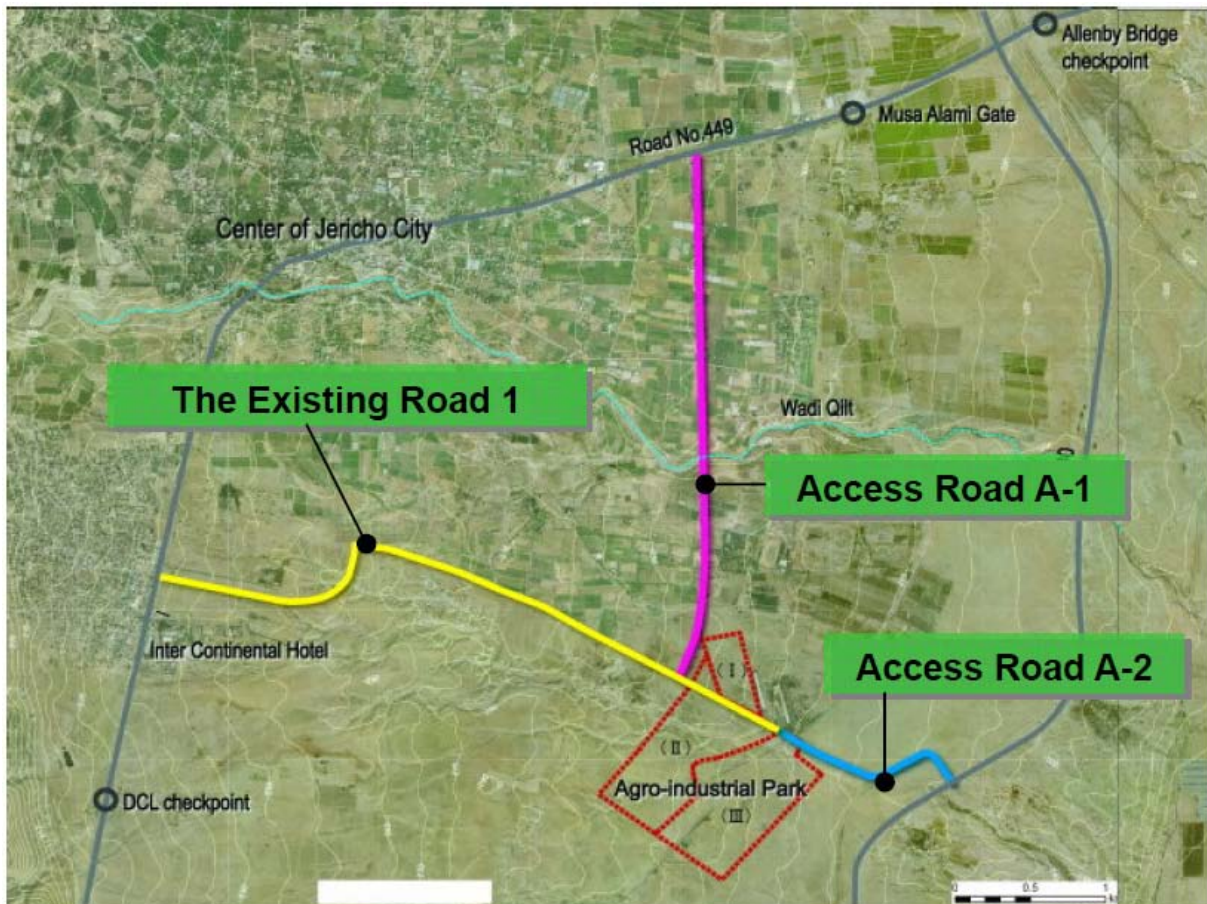 Allenby Bridge
checkpoint
Musa Alami Gate
Road No.449
Center of Jericho City
The Existing Road 1
Wadi Qilt
Access Road A-1
Inter Continental Hotel
( I )
Access Road A-2
( II )
Agro-industrial Park
DCL checkpoint
( III )
0 0.5 1